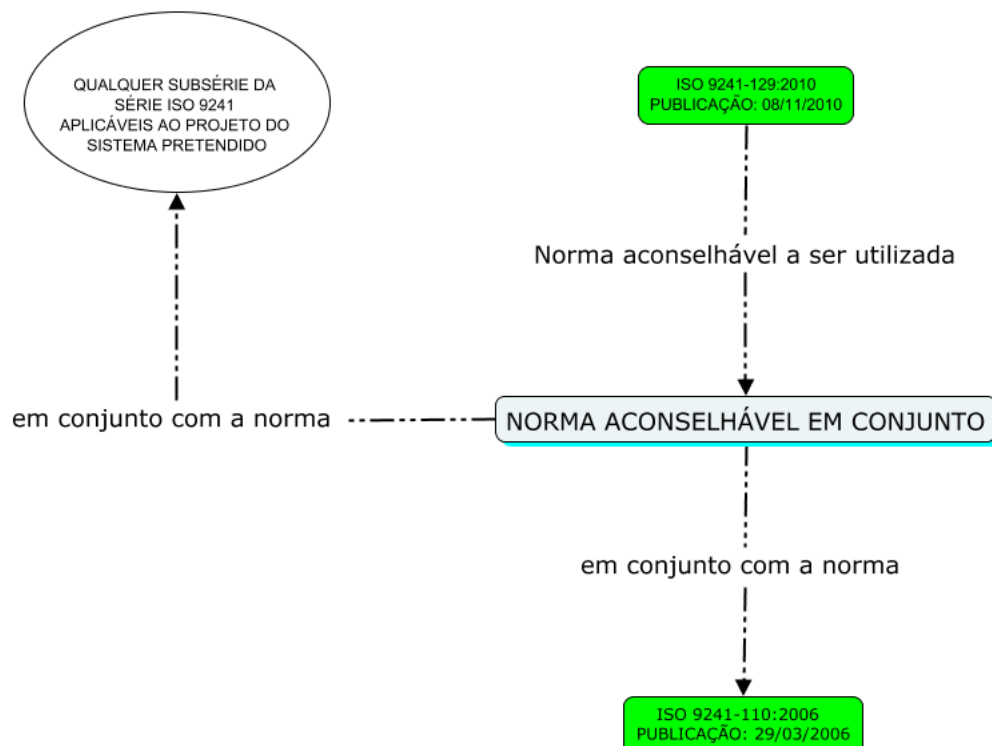 QUALQUER SUBSÉRIE DA
SÉRIE ISO 9241
APLICÁVEIS AO PROJETO DO
SISTEMA PRETENDIDO
ISO 9241-129:2010
PUBLICAÇÃO: 08/11/2010
Norma aconselhável a ser utilizada
em conjunto com a norma
NORMA ACONSELHÁVEL EM CONJUNTO
em conjunto com a norma
ISO 9241-110:2006
PUBLICAÇÃO: 29/03/2006